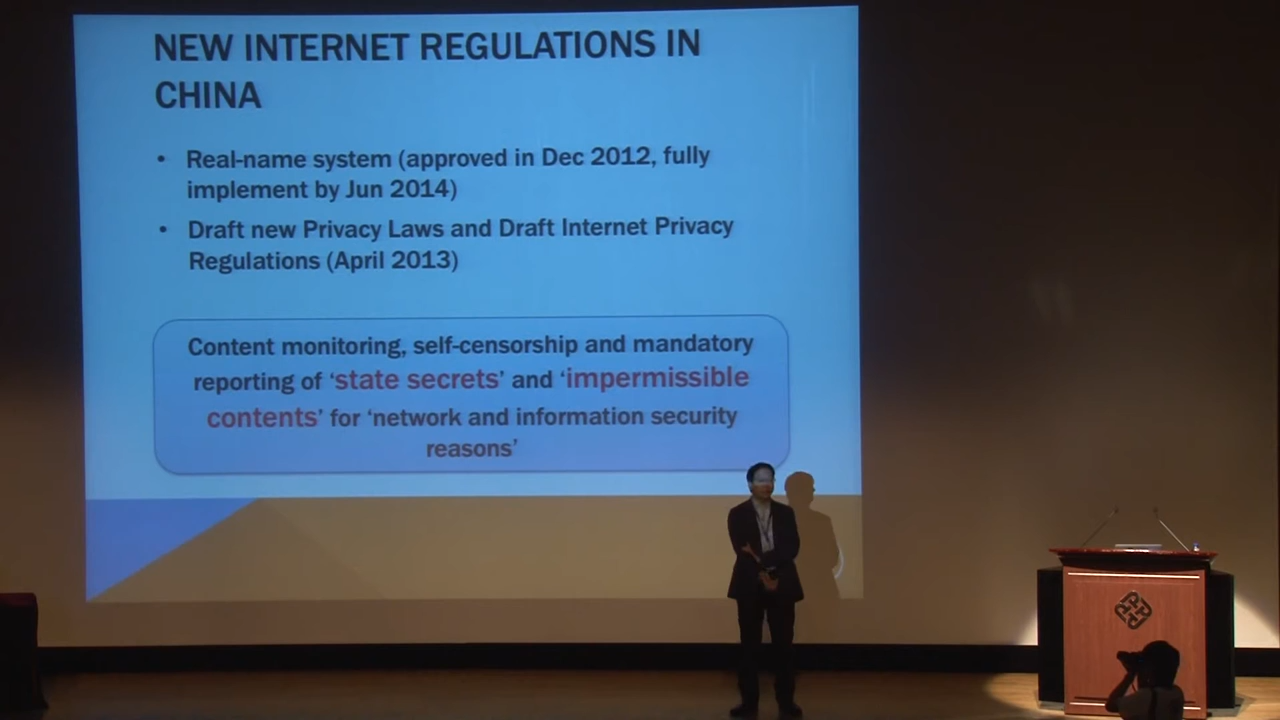 NEW INTERNET REGULATIONS IN
CHINA
• Real-name system (approved in Dec 2012, fully
implement by Jun 2014)
• Draft new Privacy Laws and Draft Internet Privacy
Regulations (April 2013)
Content monitoring, self-censorship and mandatory
reporting of ‘state secrets’ and ‘impermissible
contents’ for ‘network and information security
reasons’